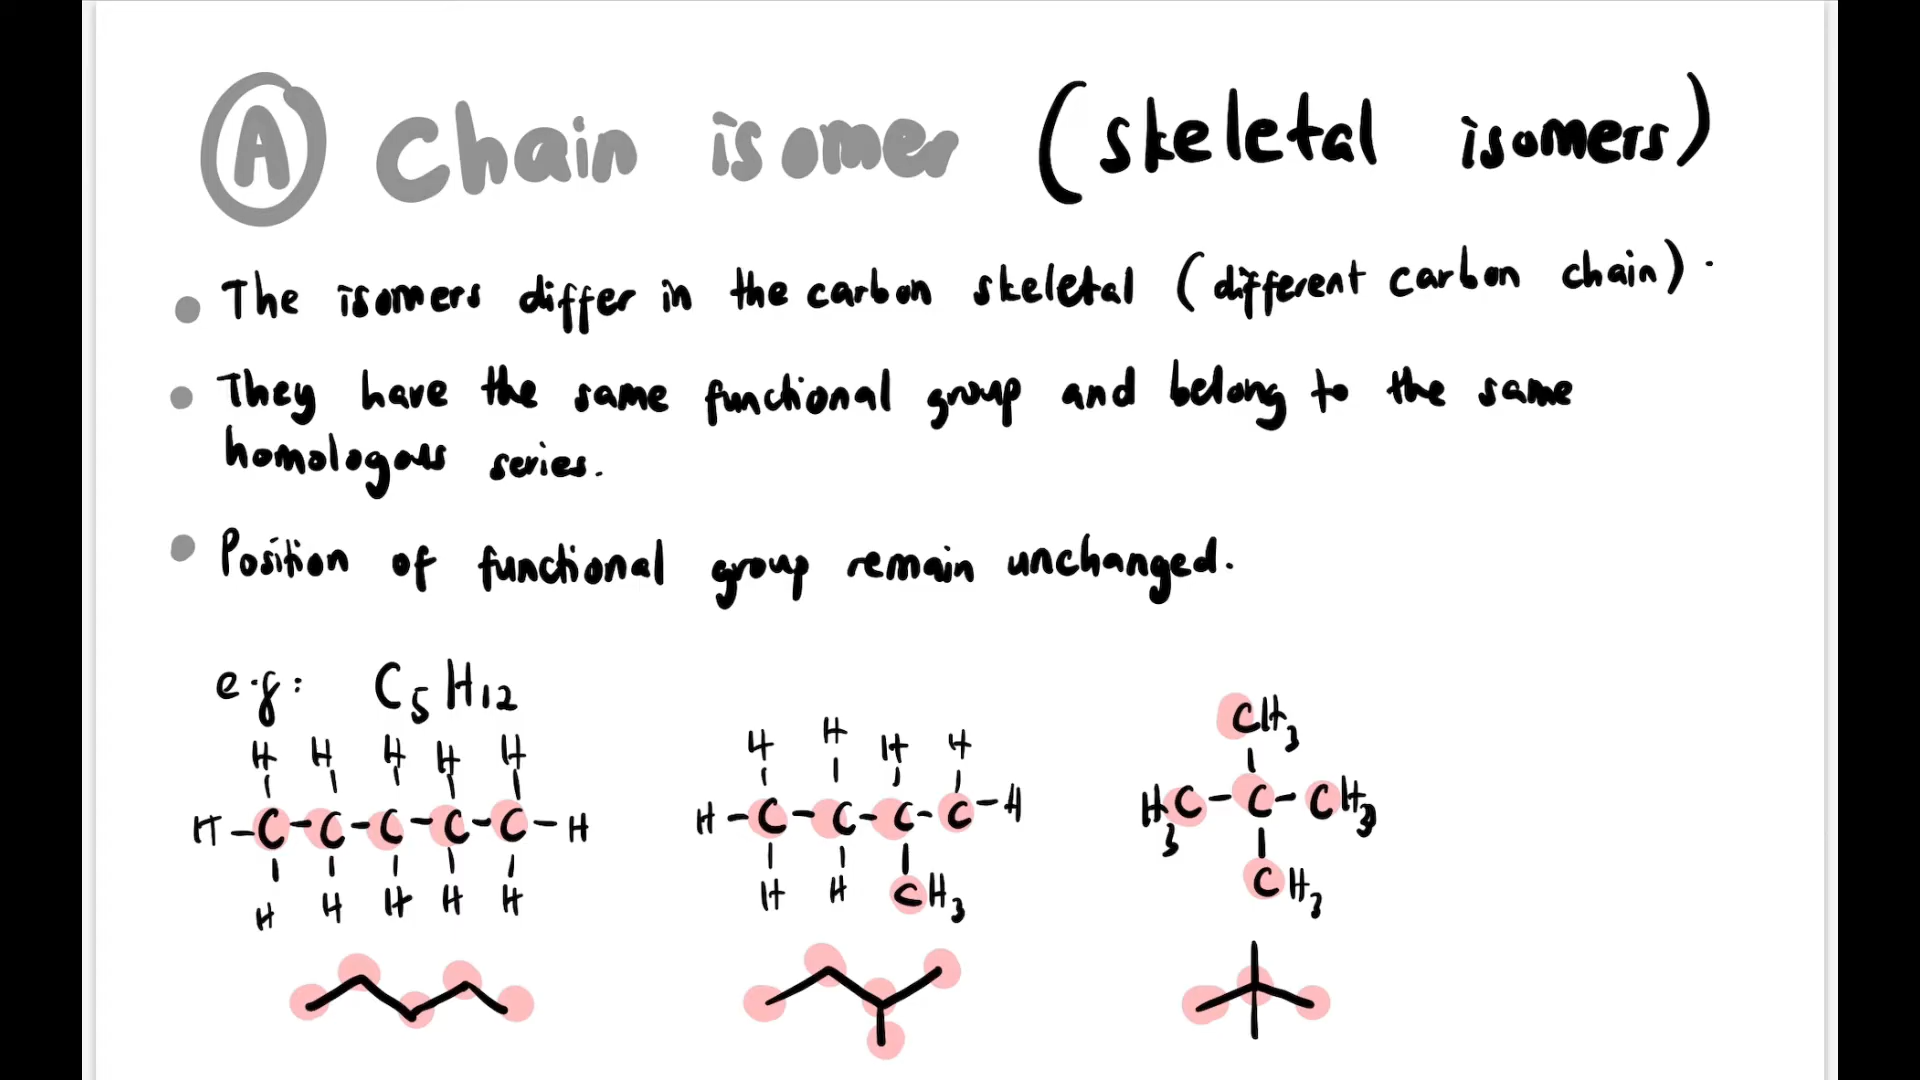 A Chain isomer (skeletal isomers)
The isomers differ in the carbon skeletal (different carbon chain).
They have the same functional group and belong to the same
homologous series.
Position of functional group remain unchanged.
e.g: C5H12
H H H H H
H-C-C-C-C-C-H
H H H H H
H H H H
H-C-C-C-C-H
H H CH3
CH3
H3C-C-CH3
CH3